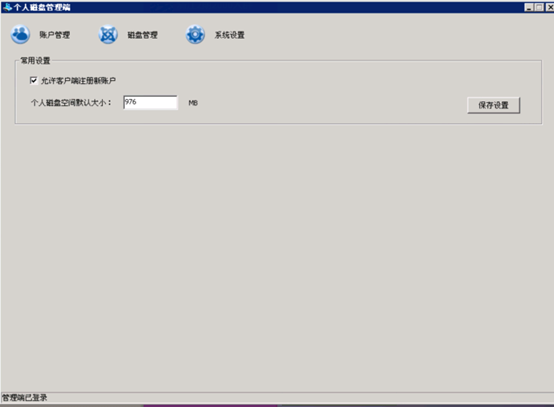 个人磁盘管理端
账户管理 磁盘管理 系统设置
常用设置
允许客户端注册新账户
个人磁盘空间默认大小： 976 MB 保存设置
管理端已登录